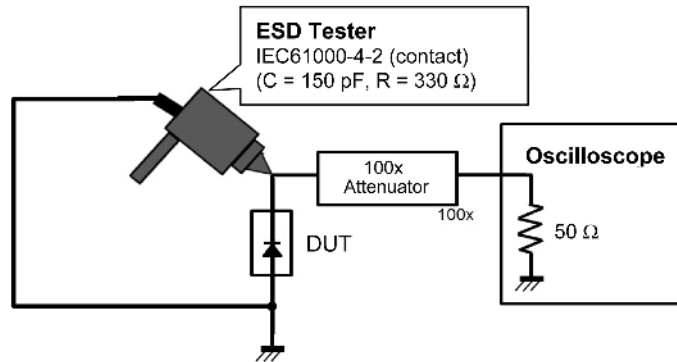 ESD Tester
IEC61000-4-2 (contact)
(C = 150 pF, R = 330 Ω)
Oscilloscope
100x
Attenuator
100x
50 Ω
DUT